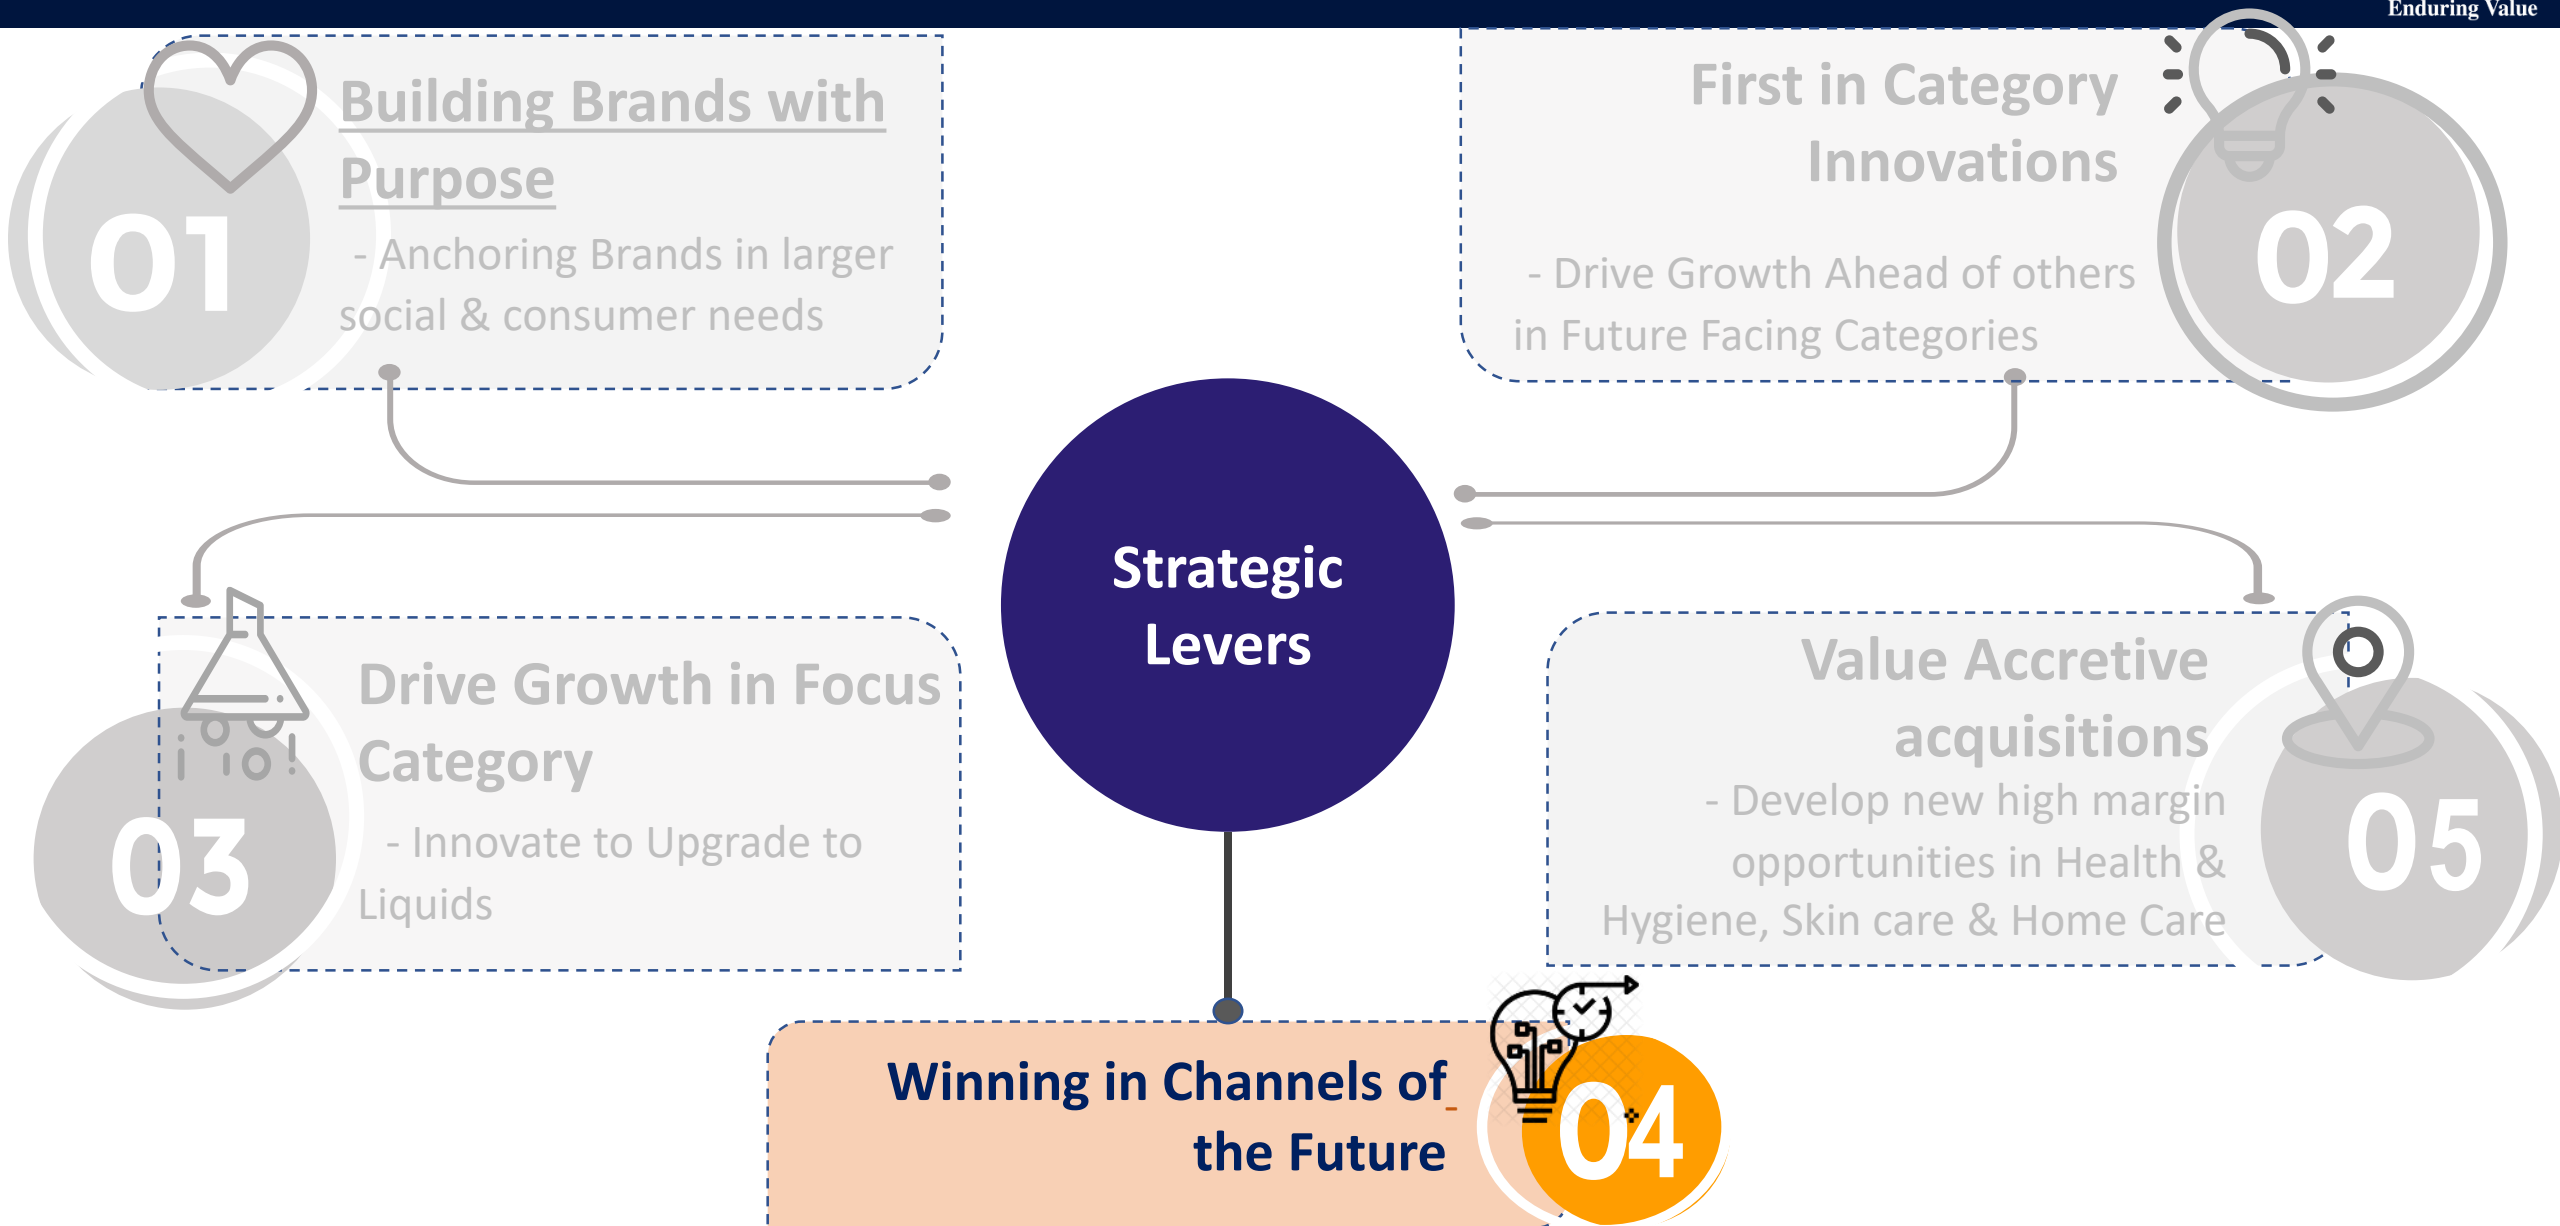 Enduring Value
01
Building Brands with
Purpose
- Anchoring Brands in larger
social & consumer needs
First in Category
Innovations
- Drive Growth Ahead of others
in Future Facing Categories
02
Strategic
Levers
03
Drive Growth in Focus
Category
- Innovate to Upgrade to
Liquids
Value Accretive
acquisitions
- Develop new high margin
opportunities in Health &
Hygiene, Skin care & Home Care
05
Winning in Channels of
the Future
04